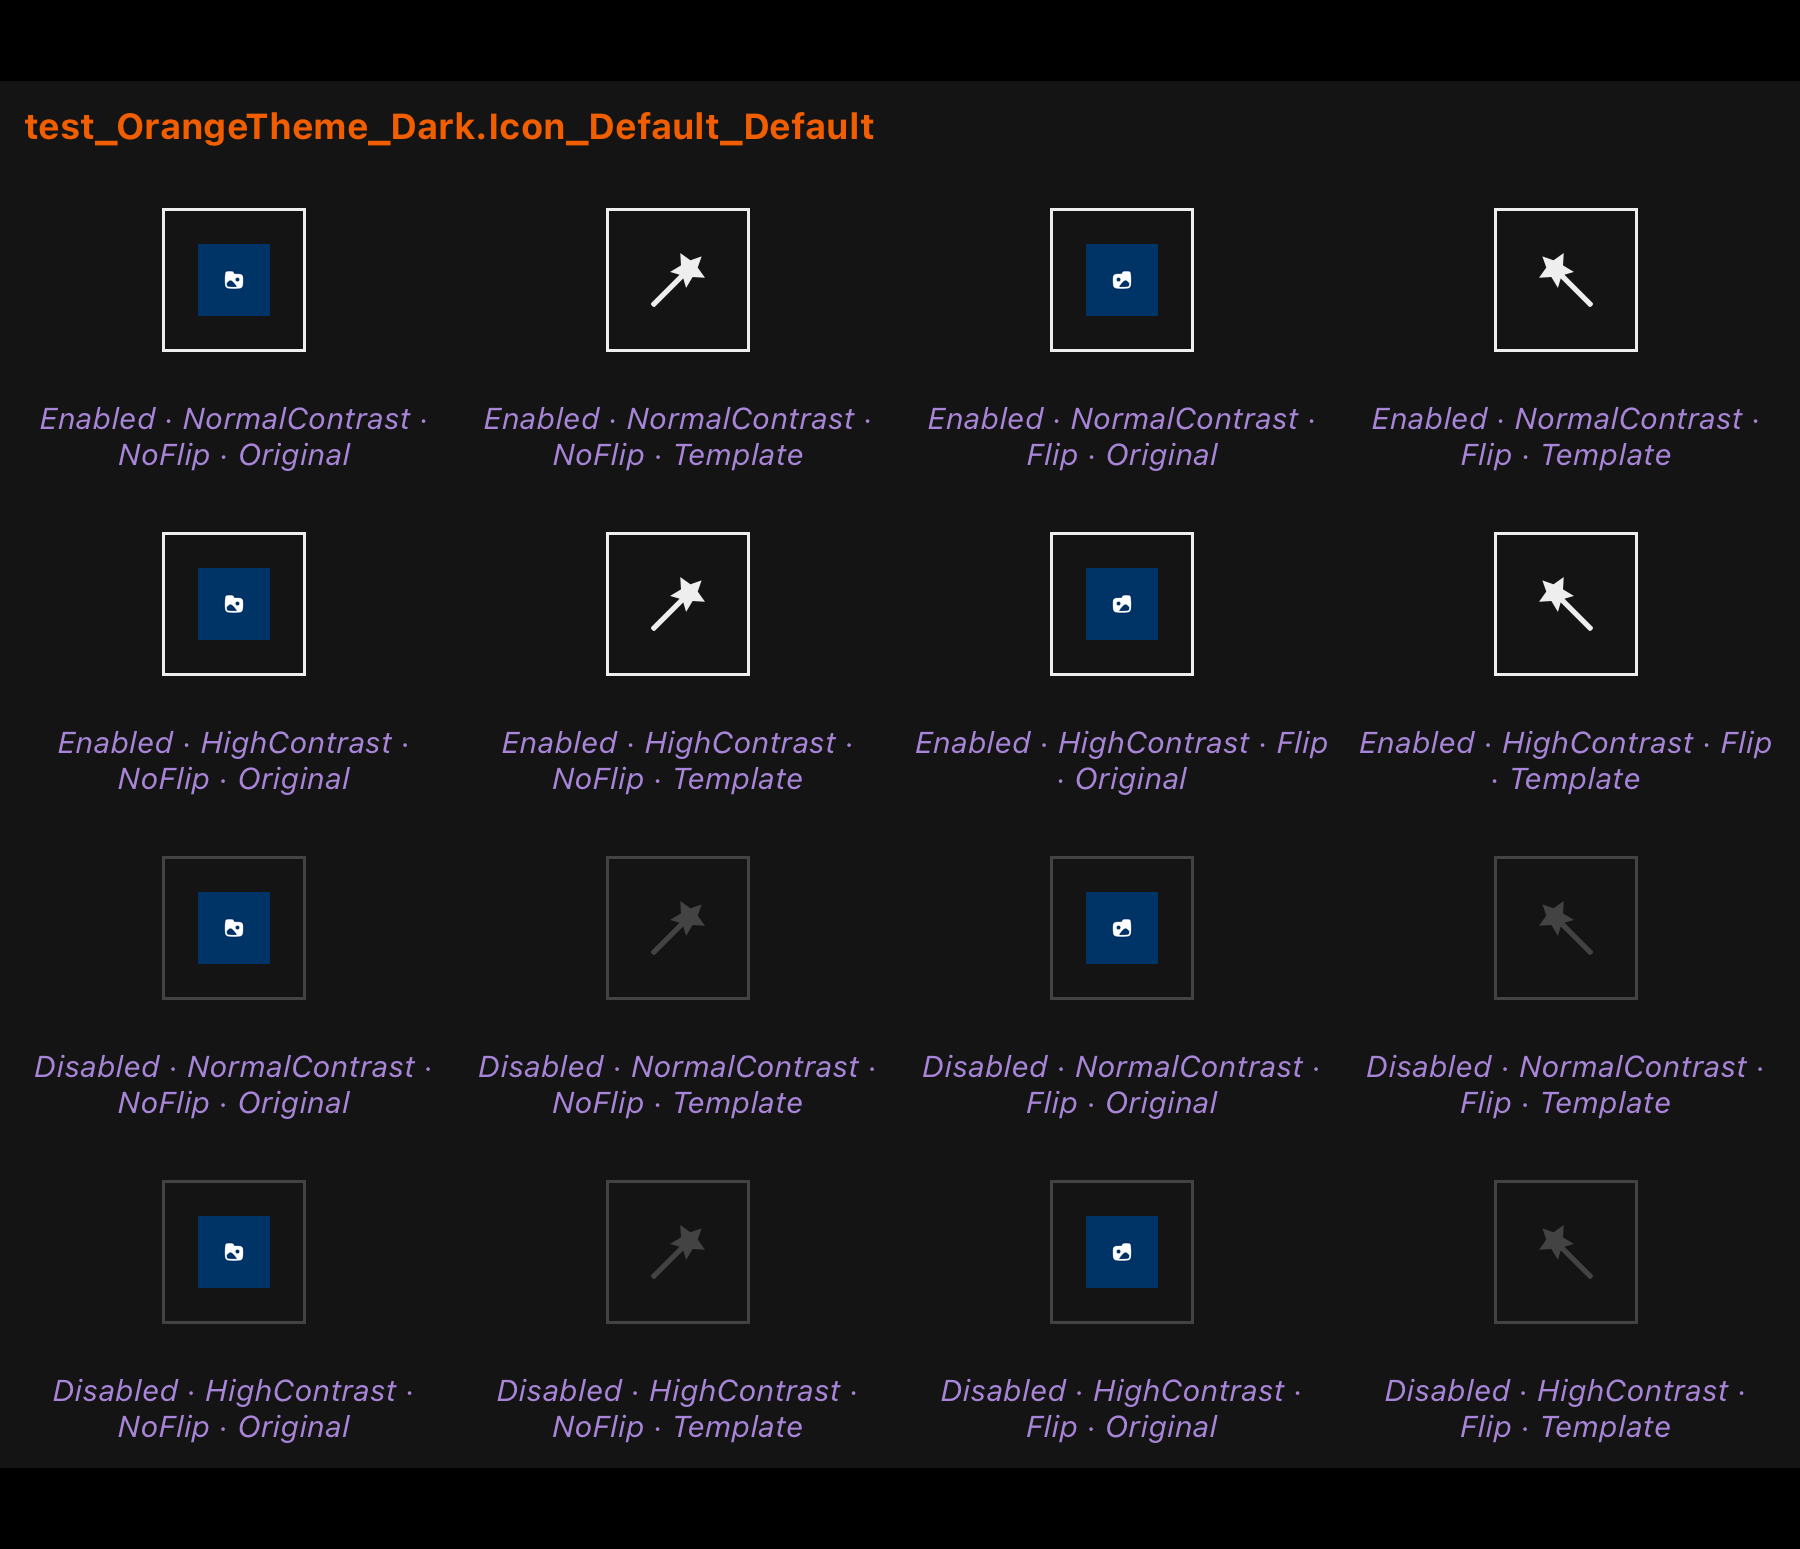 test_OrangeTheme_Dark.Icon_Default_Default
Enabled · NormalContrast ·
NoFlip · Original
Enabled · NormalContrast ·
NoFlip · Template
Enabled · NormalContrast ·
Flip · Original
Enabled · NormalContrast ·
Flip · Template
Enabled · HighContrast ·
NoFlip · Original
Enabled · HighContrast ·
NoFlip · Template
Enabled · HighContrast · Flip
· Original
Enabled · HighContrast · Flip
· Template
Disabled · NormalContrast ·
NoFlip · Original
Disabled · NormalContrast ·
NoFlip · Template
Disabled · NormalContrast ·
Flip · Original
Disabled · NormalContrast ·
Flip · Template
Disabled · HighContrast ·
NoFlip · Original
Disabled · HighContrast ·
NoFlip · Template
Disabled · HighContrast ·
Flip · Original
Disabled · HighContrast ·
Flip · Template